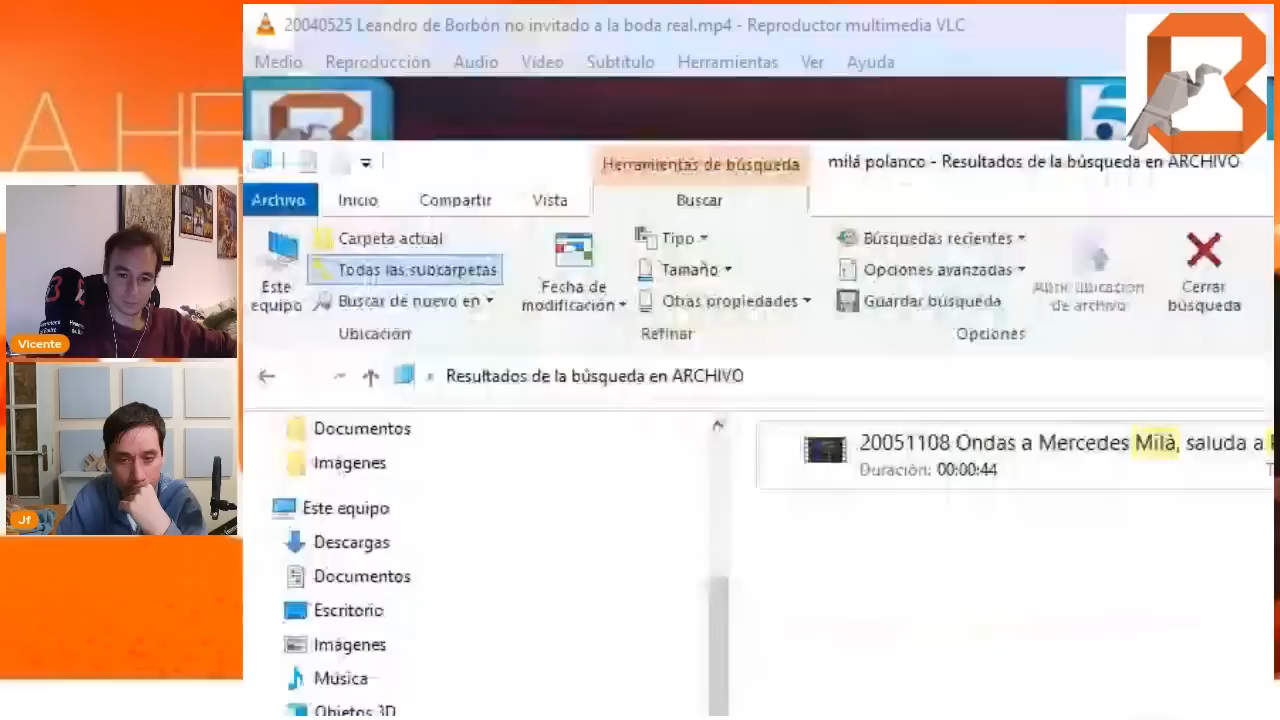 20040525 Leandro de Borbón no invitado a la boda real.mp4 - Reproductor multimedia VLC
Medio Reproducción Audio Vídeo Subtítulo Herramientas Ver Ayuda
A HE
Herramientas de búsqueda
milá polanco - Resultados de la búsqueda en ARCHIVO
Archivo Inicio Compartir Vista Buscar
Este equipo
Carpeta actual
Todas las subcarpetas
Buscar de nuevo en
Ubicación
Fecha de modificación
Tipo
Tamaño
Otras propiedades
Refinar
Búsquedas recientes
Opciones avanzadas
Guardar búsqueda
Abrir ubicación de archivo
Opciones
Cerrar búsqueda
Resultados de la búsqueda en ARCHIVO
Vicente
Jf
Documentos
Imágenes
Este equipo
Descargas
Documentos
Escritorio
Imágenes
Música
Objetos 3D
20051108 Ondas a Mercedes Milá, saluda a
Duración: 00:00:44